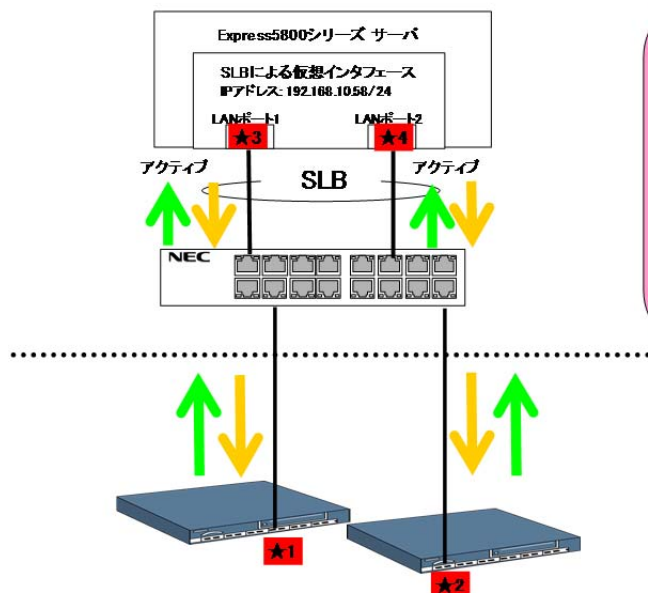 Express5800シリーズ サーバ
SLBによる仮想インタフェース
IPアドレス: 192.168.10.58/24
LANポート1 LANポート2
★3 ★4
アクティブ SLB アクティブ
NEC
★1
★2